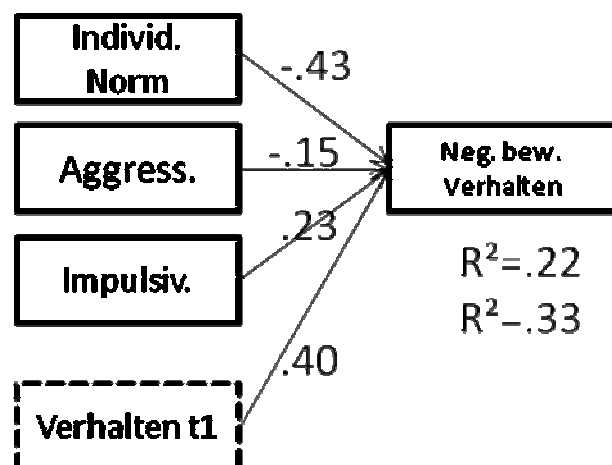 Individ.
Norm
-.43
Aggress.
-.15
Neg. bew.
Verhalten
Impulsiv.
.23
R²=.22
R²–.33
.40
Verhalten t1